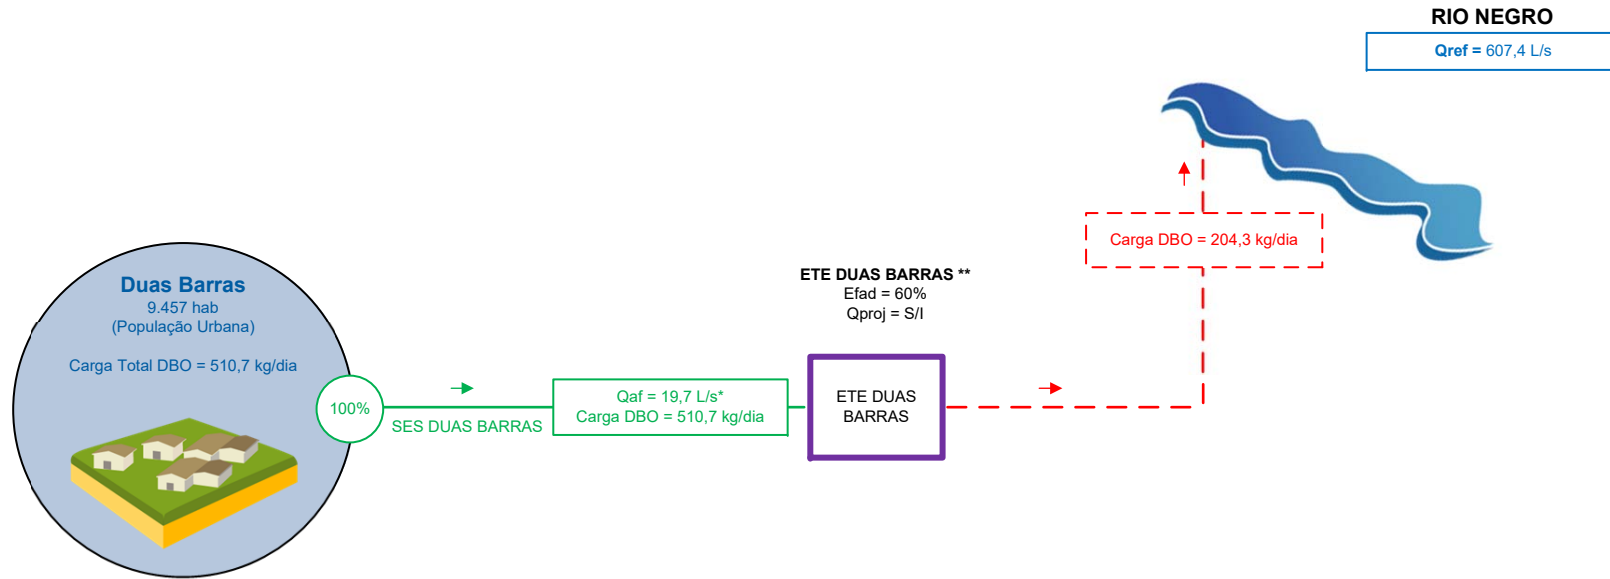 RIO NEGRO
Qref = 607,4 L/s
Carga DBO = 204,3 kg/dia
ETE DUAS BARRAS **
Efad = 60%
Qproj = S/I
Duas Barras
9.457 hab
(População Urbana)
Carga Total DBO = 510,7 kg/dia
100%
SES DUAS BARRAS
Qaf = 19,7 L/s*
Carga DBO = 510,7 kg/dia
ETE DUAS
BARRAS